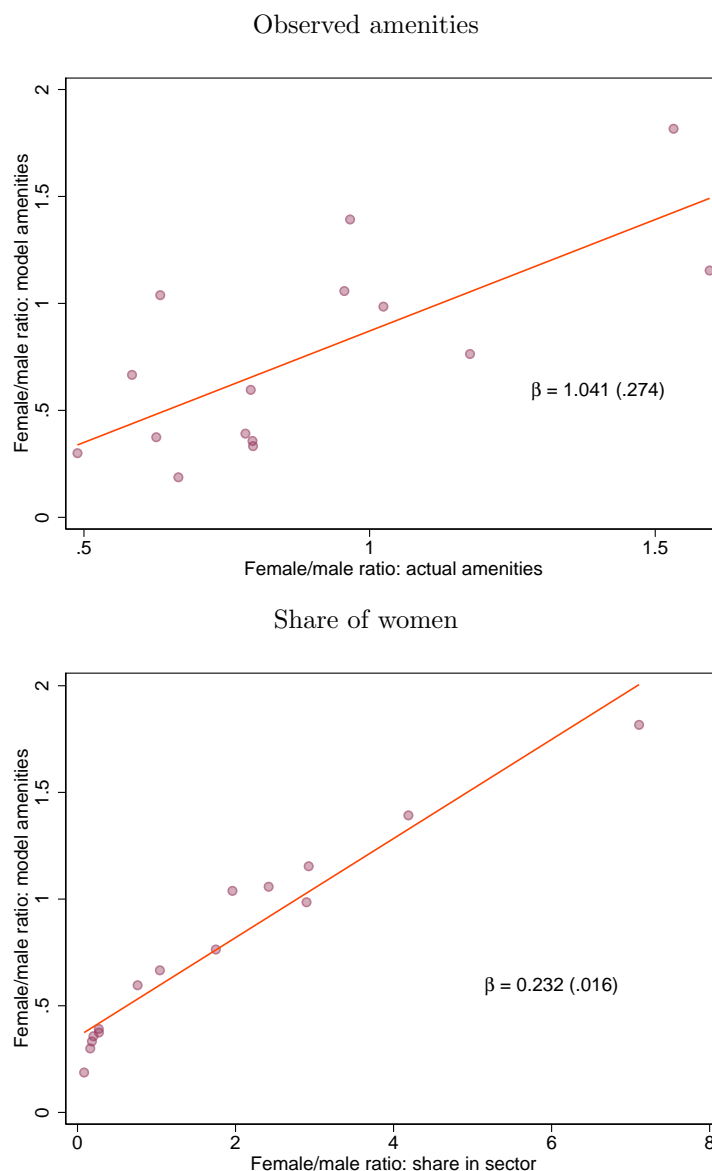 Observed amenities
Female/male ratio: model amenities
2
1.5
1
.5
0
β = 1.041 (.274)
.5 1 1.5
Female/male ratio: actual amenities
Share of women
Female/male ratio: model amenities
2
1.5
1
.5
0
β = 0.232 (.016)
0 2 4 6 8
Female/male ratio: share in sector